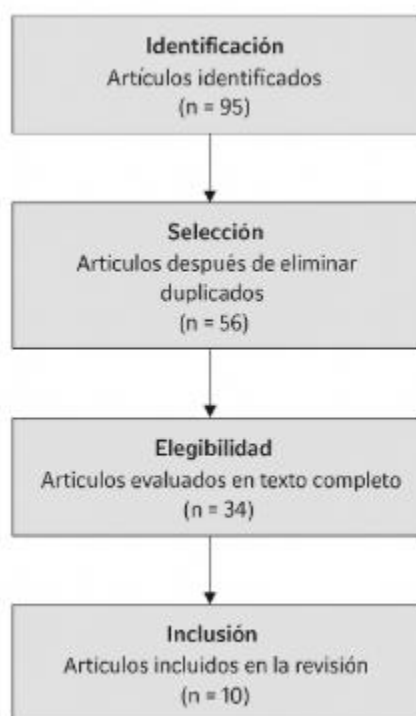 Identificación
Artículos identificados
(n = 95)
Selección
Articulos después de eliminar
duplicados
(n = 56)
Elegibilidad
Articulos evaluados en texto completo
(n = 34)
Inclusión
Articulos incluidos en la revisión
(n = 10)